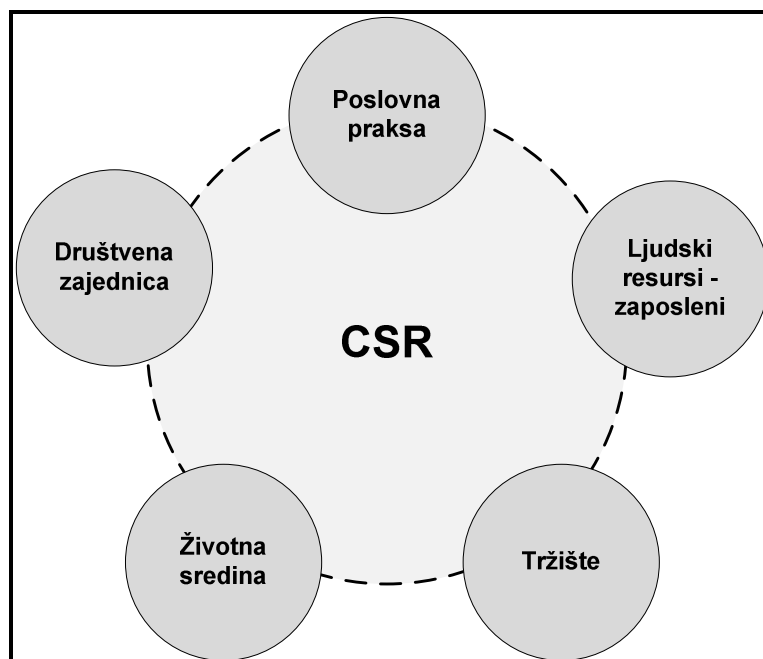 Poslovna
praksa
Društvena
zajednica
Ljudski
resursi -
zaposleni
CSR
Životna
sredina
Tržište